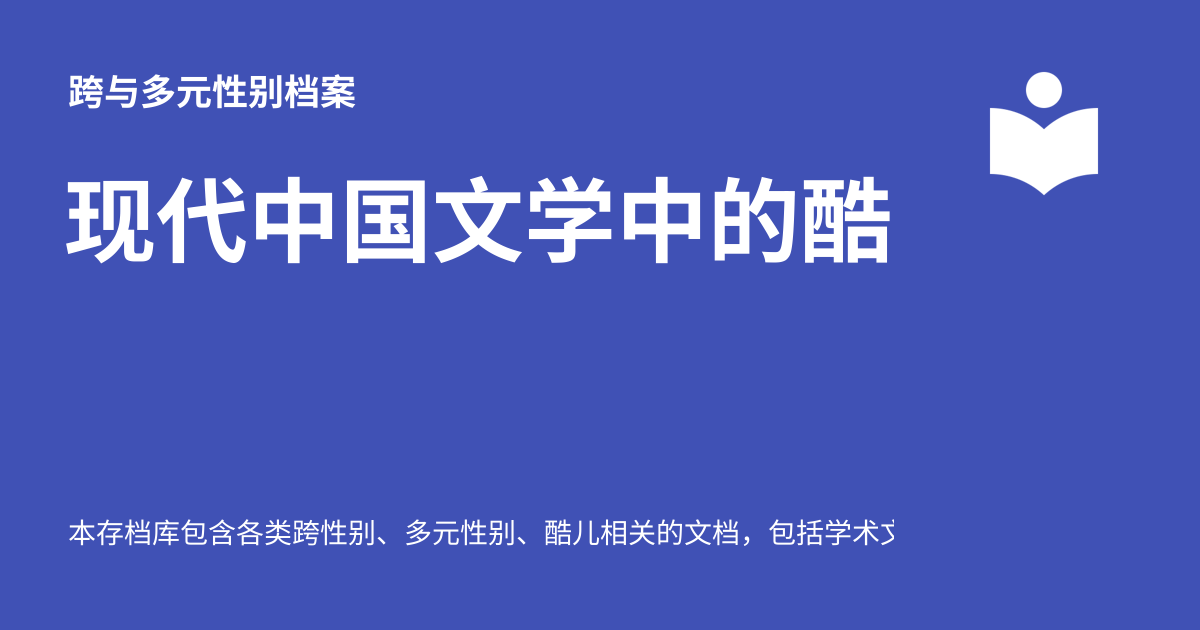 跨与多元性别档案
现代中国文学中的酷
本存档库包含各类跨性别、多元性别、酷儿相关的文档，包括学术